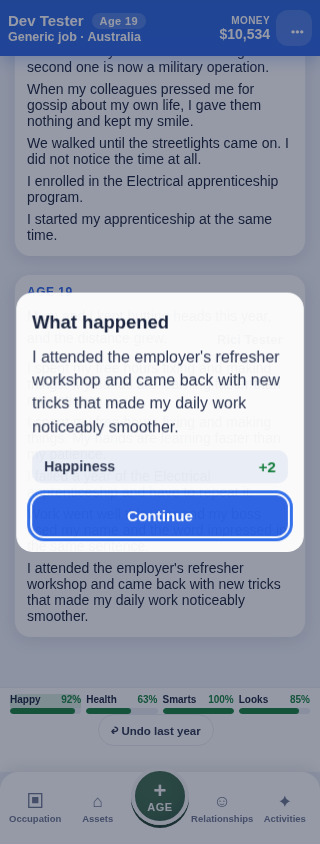 Dev Tester Age 19
Generic job · Australia
MONEY
$10,534
...
second one is now a military operation.
When my colleagues pressed me for
gossip about my own life, I gave them
nothing and kept my smile.
We walked until the streetlights came on. I
did not notice the time at all.
I enrolled in the Electrical apprenticeship
program.
I started my apprenticeship at the same
time.
AGE 19
What happened
I attended the employer's refresher
workshop and came back with new
tricks that made my daily work
noticeably smoother.
Happiness +2
Continue
I attended the employer's refresher
workshop and came back with new tricks
that made my daily work noticeably
smoother.
Happy 92% Health 63% Smarts 100% Looks 85%
Undo last year
+
AGE
Occupation Assets Relationships Activities